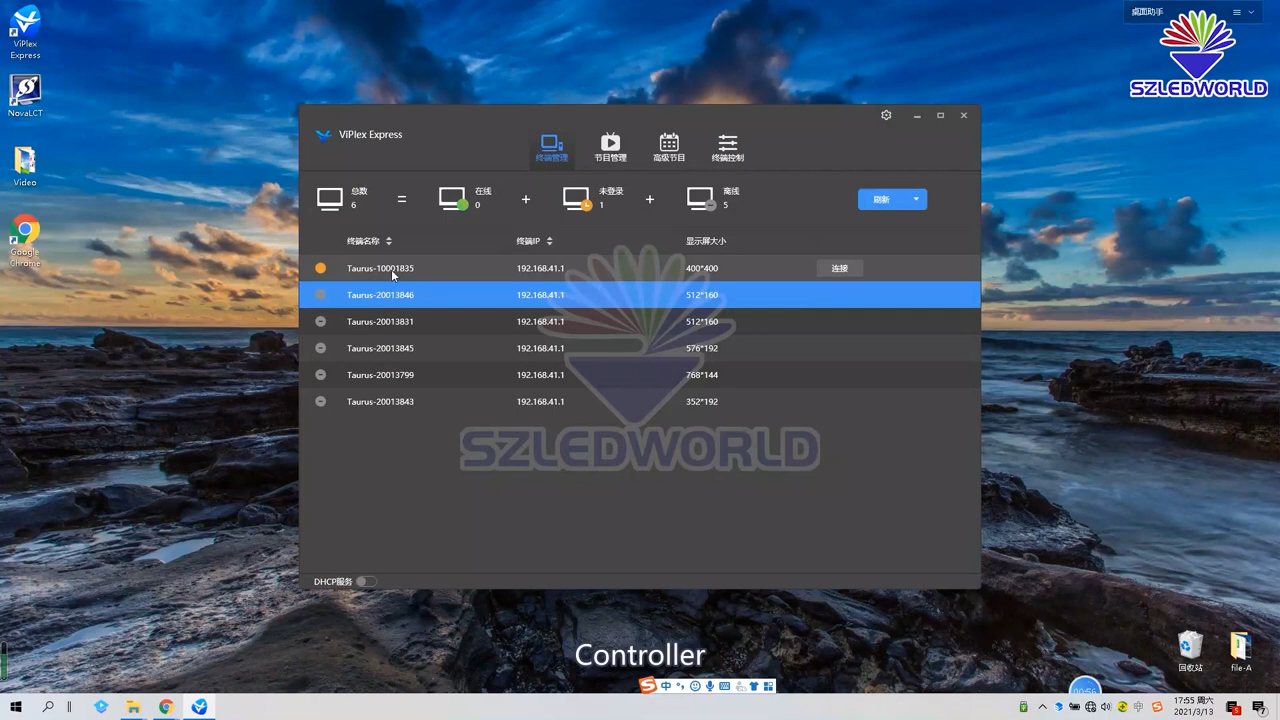 ViPlex
Express
NovaLCT
Video
Google
Chrome
桌面助手
SZLEDWORLD
ViPlex Express
终端管理
节目管理
高级节目
终端控制
总数
6
=
在线
0
+
未登录
1
+
离线
5
刷新
终端名称
终端IP
显示屏大小
Taurus-10001835 192.168.41.1 400*400 连接
Taurus-20013846 192.168.41.1 512*160
Taurus-20013831 192.168.41.1 512*160
Taurus-20013845 192.168.41.1 576*192
Taurus-20013799 192.168.41.1 768*144
Taurus-20013843 192.168.41.1 352*192
SZLEDWORLD
DHCP服务
Controller
中
回收站
file-A
00:56
中
17:55 周六
2021/3/13
5
7